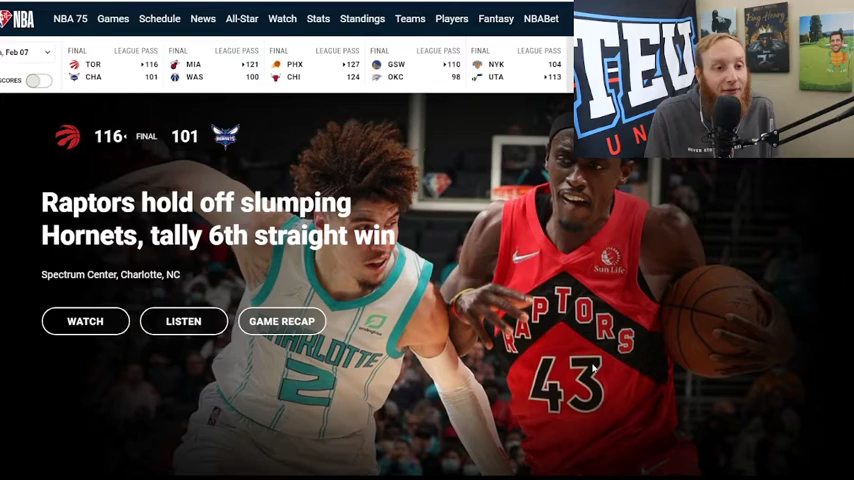 NBA
NBA 75 Games Schedule News All-Star Watch Stats Standings Teams Players Fantasy NBABet
, Feb 07
SCORES
FINAL LEAGUE PASS
TOR 116
CHA 101
FINAL LEAGUE PASS
MIA 121
WAS 100
FINAL LEAGUE PASS
PHX 127
CHI 124
FINAL LEAGUE PASS
GSW 110
OKC 98
FINAL LEAGUE PASS
NYK 104
UTA 113
TEU
UN
116 FINAL 101
Raptors hold off slumping
Hornets, tally 6th straight win
Spectrum Center, Charlotte, NC
WATCH LISTEN GAME RECAP
CHARLOTTE
2
Sun Life
RAPTORS
43